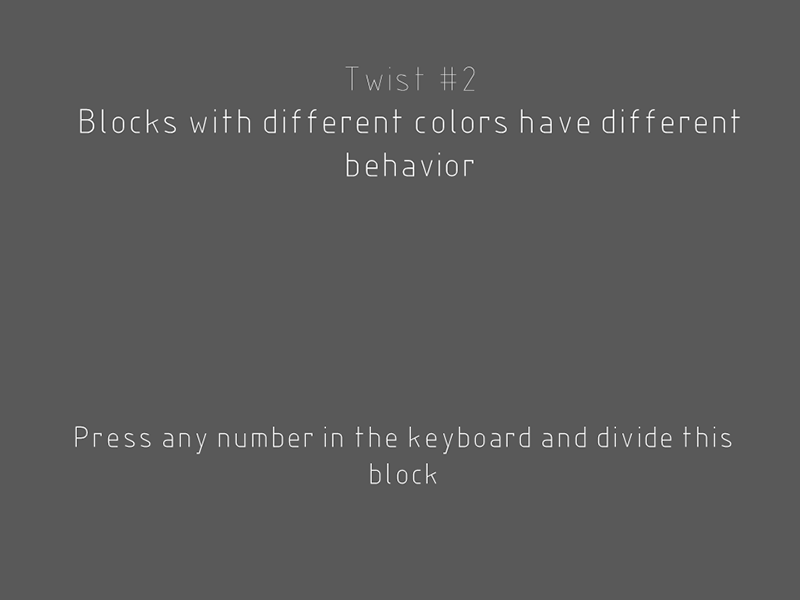 Twist #2
Blocks with different colors have different
behavior
Press any number in the keyboard and divide this
block